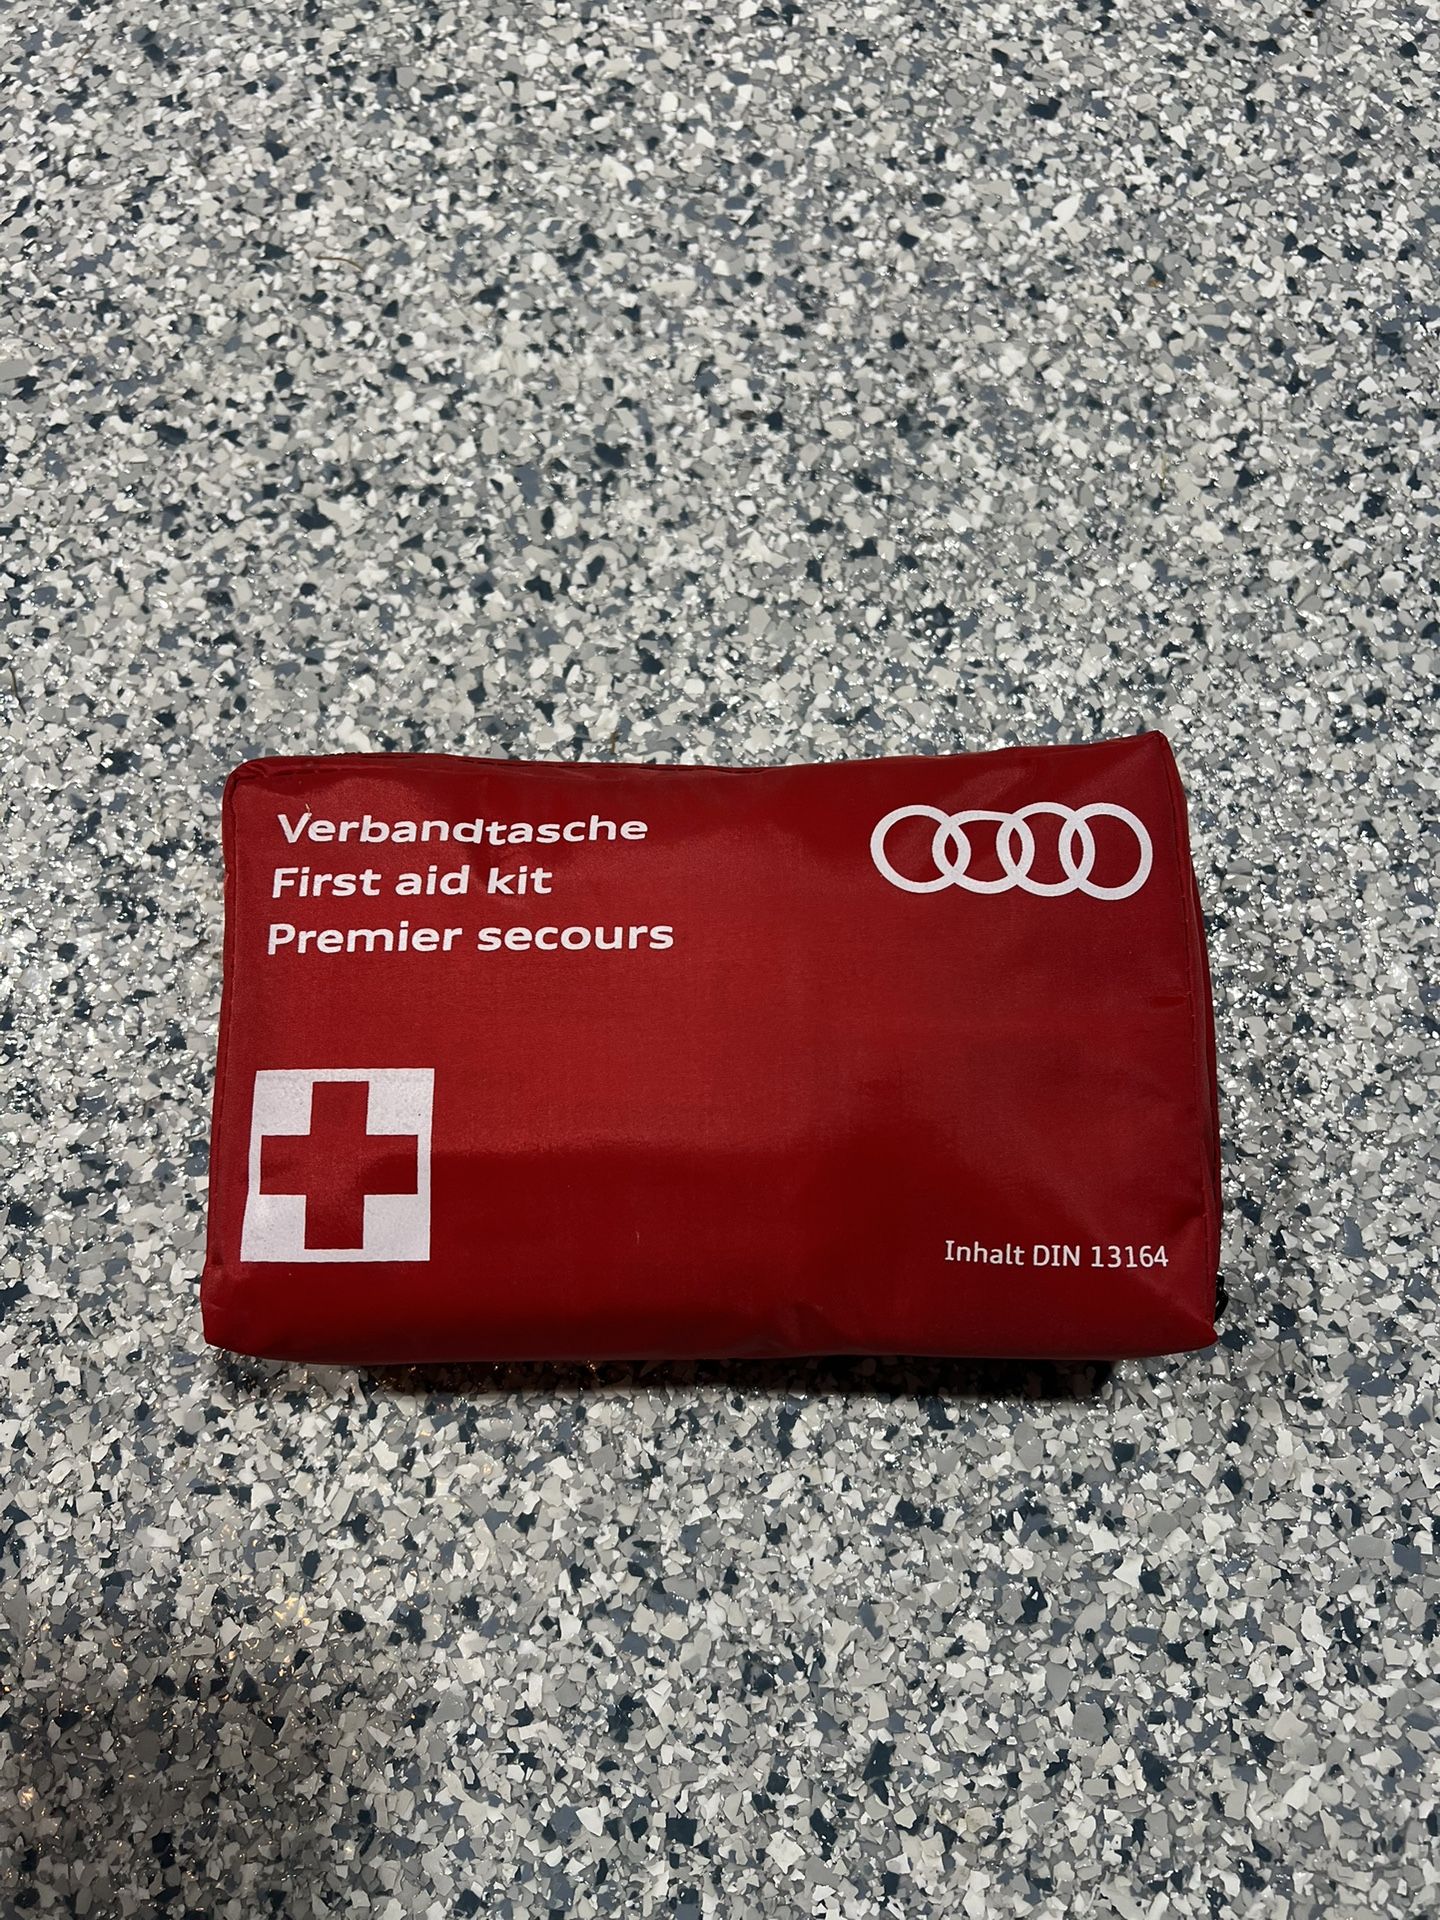 Verbandtasche
First aid kit
Premier secours
Inhalt DIN 13164